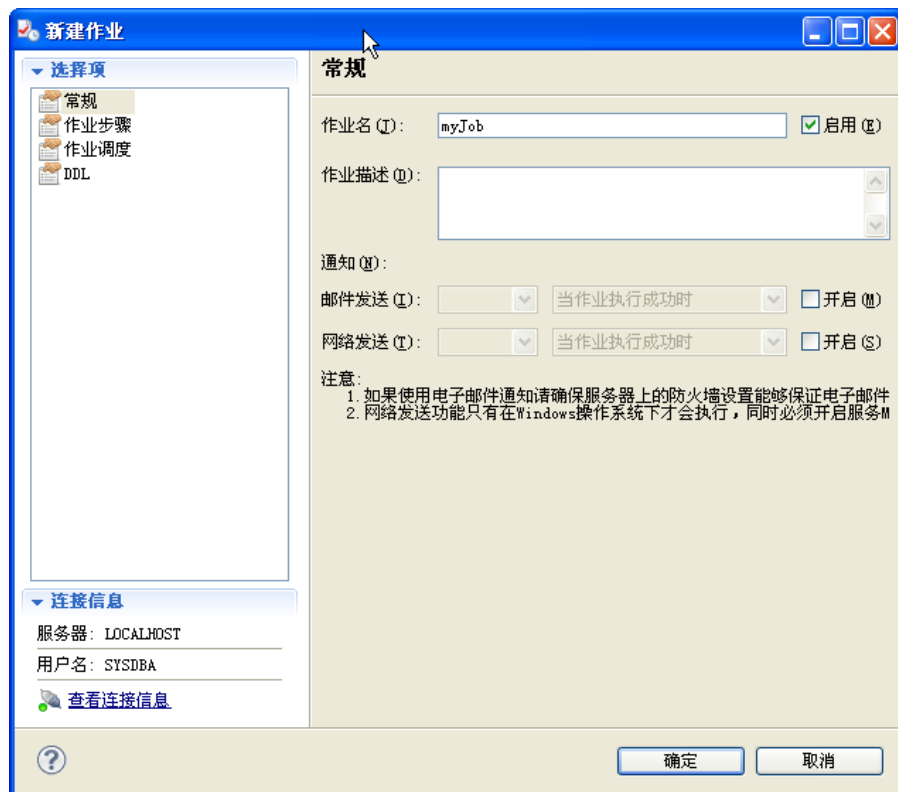 新建作业
选择项
常规
作业步骤
作业调度
DDL
连接信息
服务器: LOCALHOST
用户名: SYSDBA
查看连接信息
常规
作业名(J): myJob 启用(E)
作业描述(D):
通知(N):
邮件发送(I): 当作业执行成功时 开启(M)
网络发送(T): 当作业执行成功时 开启(S)
注意:
1. 如果使用电子邮件通知请确保服务器上的防火墙设置能够保证电子邮件
2. 网络发送功能只有在Windows操作系统下才会执行，同时必须开启服务M
确定 取消